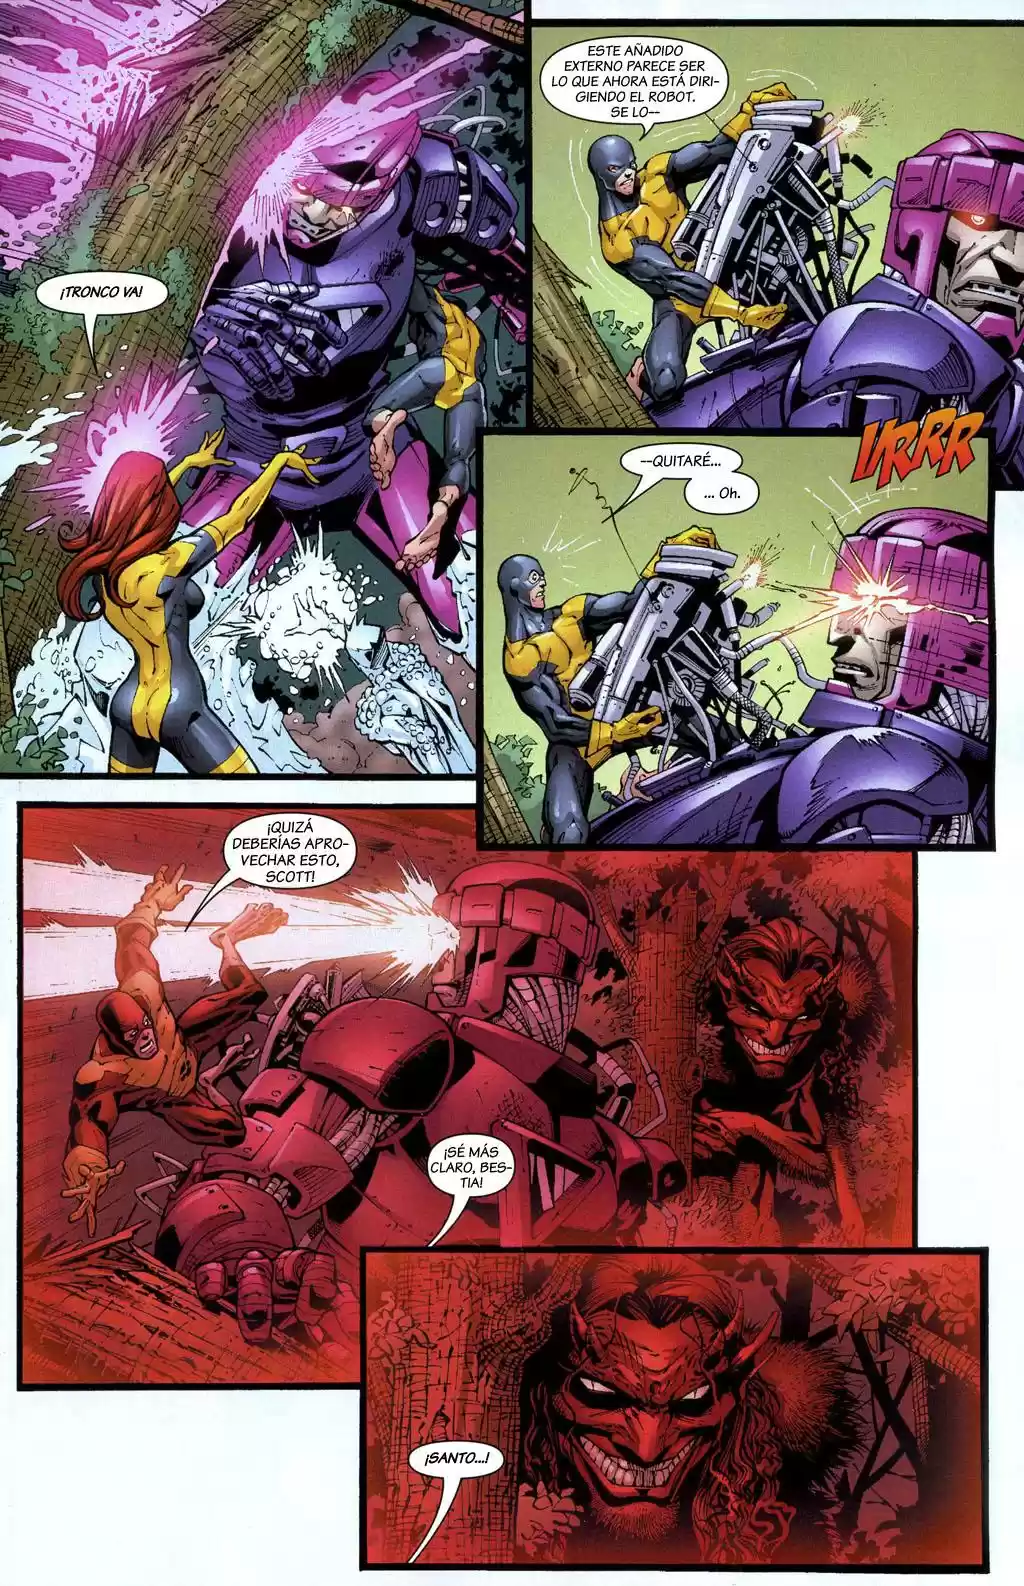 ¡TRONCO VA!
ESTE AÑADIDO
EXTERNO PARECE SER
LO QUE AHORA ESTÁ DIRI-
GIENDO EL ROBOT.
SE LO--
VRRRR
--QUITARÉ...
... Oh.
¡QUIZÁ
DEBERÍAS APRO-
VECHAR ESTO,
SCOTT!
¡SÉ MÁS
CLARO, BES-
TIA!
¡SANTO...!